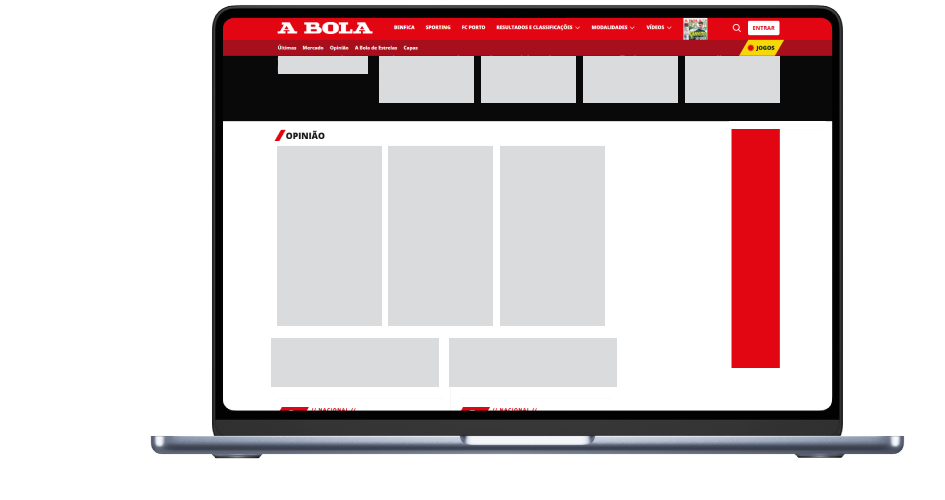 A BOLA BENFICA SPORTING FC PORTO RESULTADOS E CLASSIFICAÇÕES MODALIDADES VÍDEOS ENTRAR
Últimas Mercado Opinião A Bola de Estrelas Capas JOGOS
OPINIÃO
// NACIONAL // // NACIONAL //